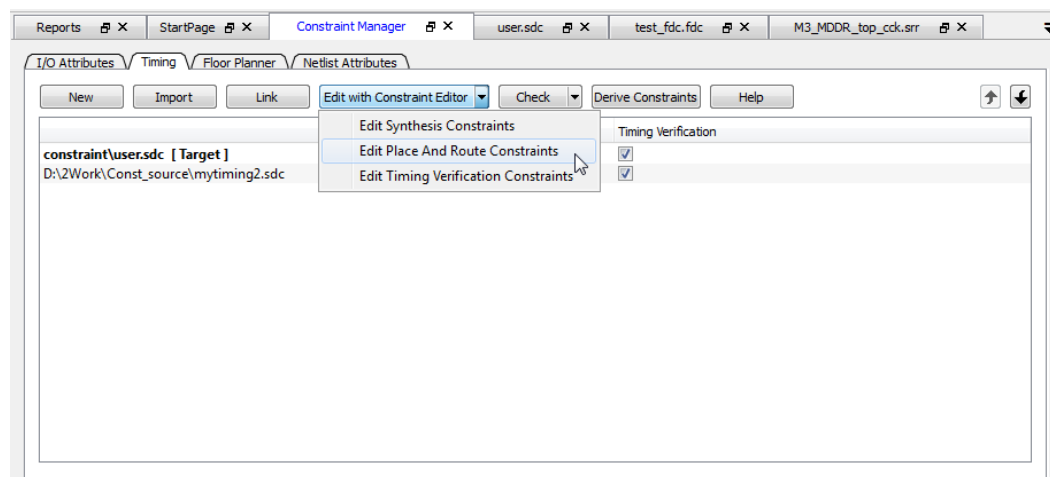 Reports StartPage Constraint Manager user.sdc test_fdc.fdc M3_MDDR_top_cck.srr
I/O Attributes Timing Floor Planner Netlist Attributes
New Import Link Edit with Constraint Editor Check Derive Constraints Help
Edit Synthesis Constraints
Timing Verification
Edit Place And Route Constraints
constraint\user.sdc [ Target ]
D:\2Work\Const_source\mytiming2.sdc
Edit Timing Verification Constraints